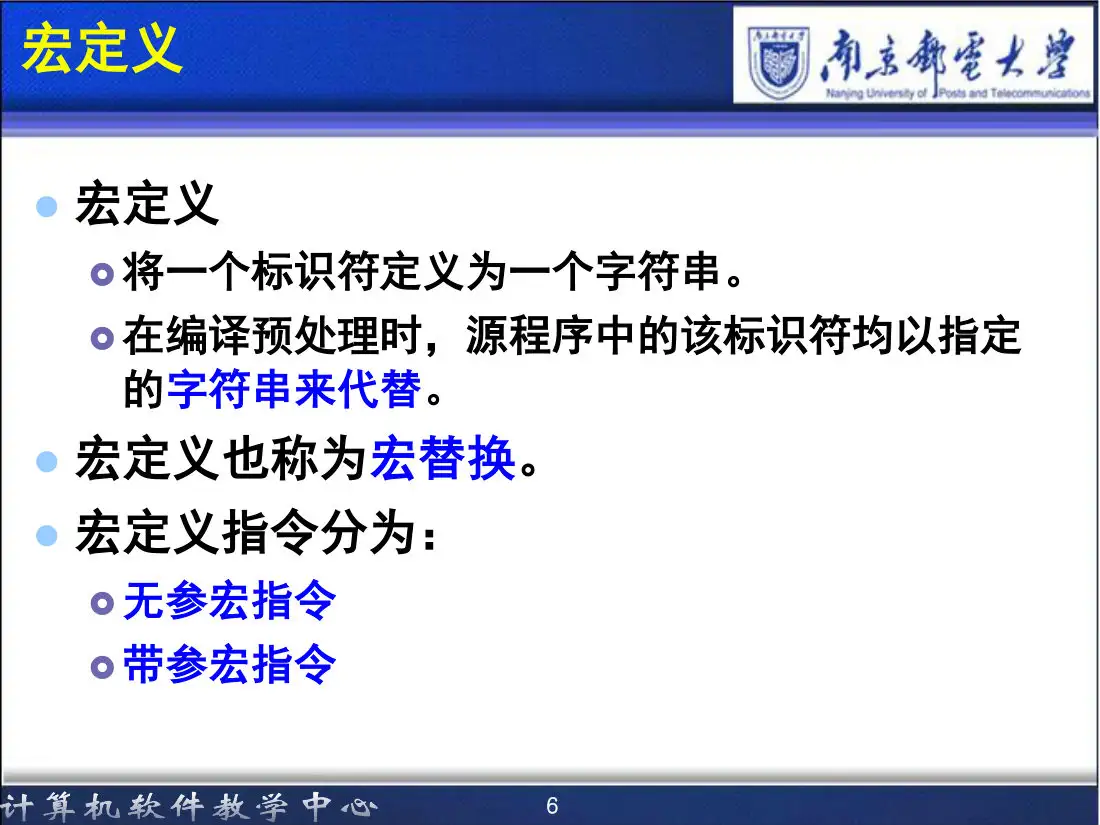 宏定义
南京郵電大學
Nanjing University of Posts and Telecommunications
宏定义
将一个标识符定义为一个字符串。
在编译预处理时，源程序中的该标识符均以指定
的字符串来代替。
宏定义也称为宏替换。
宏定义指令分为：
无参宏指令
带参宏指令
计算机软件教学中心
6